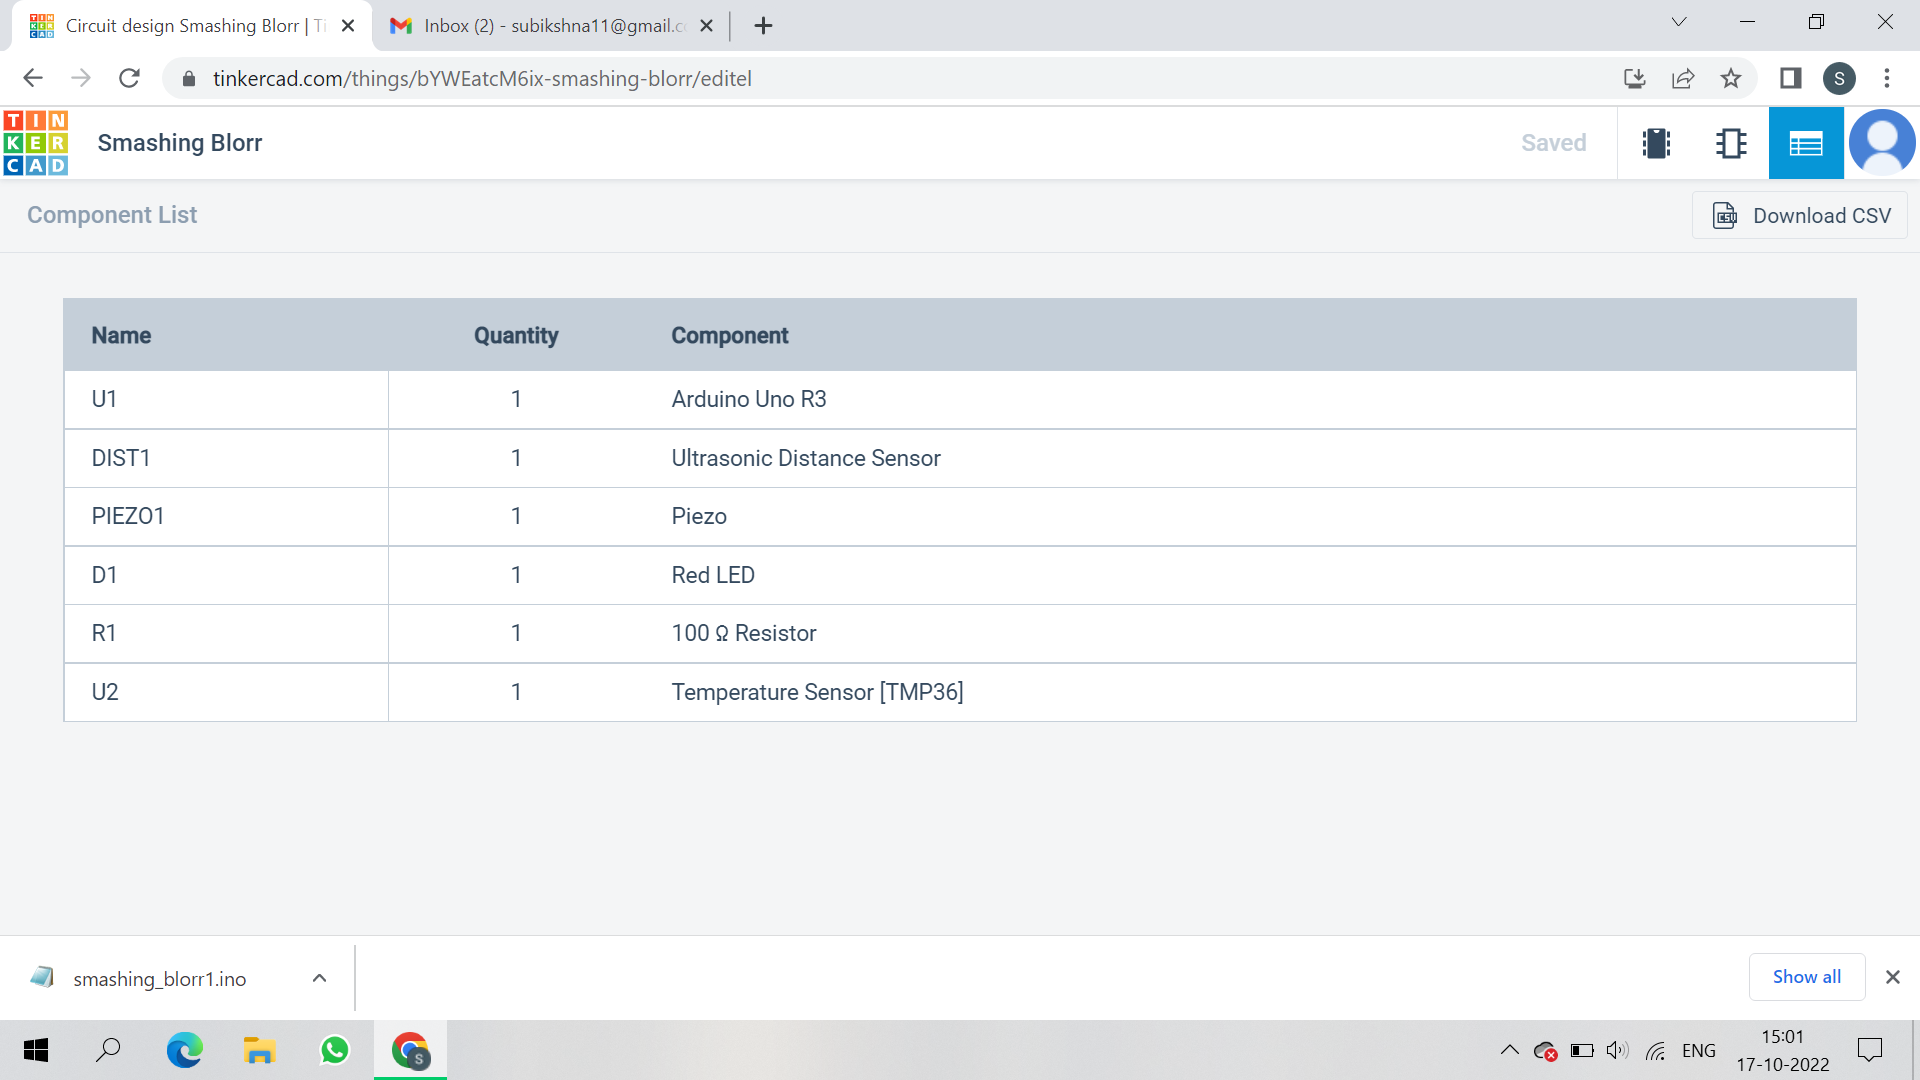 Circuit design Smashing Blorr | Ti
Inbox (2) - subikshna11@gmail.c
tinkercad.com/things/bYWEatcM6ix-smashing-blorr/editel
S
TIN
KER
CAD
Smashing Blorr
Saved
Component List
Download CSV
Name Quantity Component
U1 1 Arduino Uno R3
DIST1 1 Ultrasonic Distance Sensor
PIEZO1 1 Piezo
D1 1 Red LED
R1 1 100 Ω Resistor
U2 1 Temperature Sensor [TMP36]
smashing_blorr1.ino
Show all
S
ENG
15:01
17-10-2022